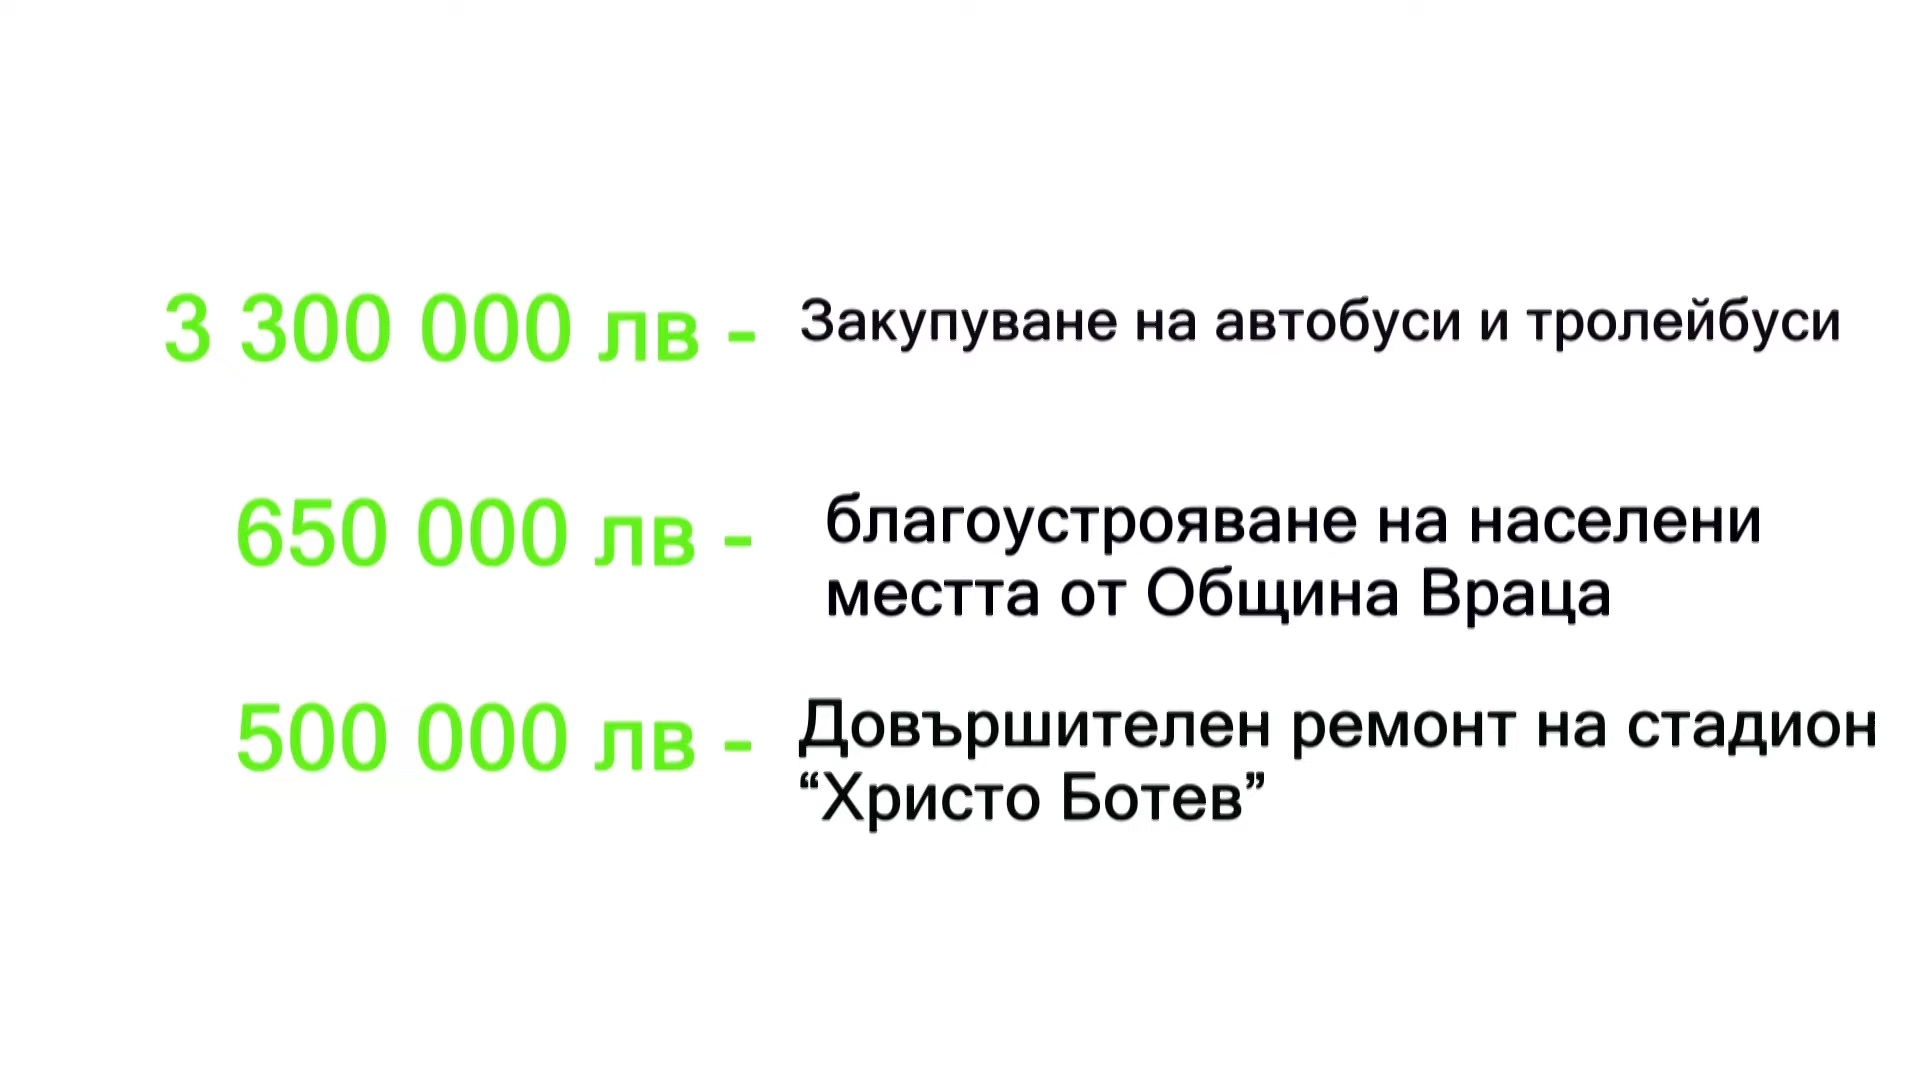 3 300 000 лв - Закупуване на автобуси и тролейбуси
650 000 лв - благоустрояване на населени
местта от Община Враца
500 000 лв - Довършителен ремонт на стадион
“Христо Ботев”